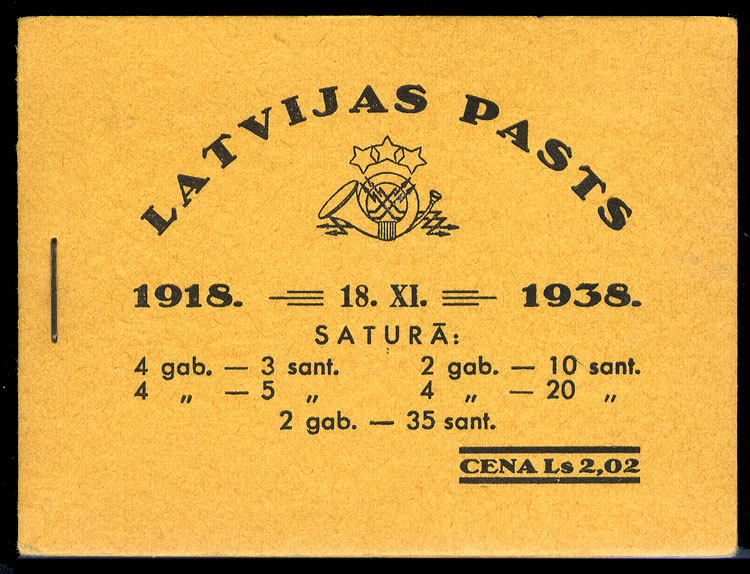 LATVIJAS PASTS
1918. 18. XI. 1938.
SATURĀ:
4 gab. — 3 sant. 2 gab. — 10 sant.
4 „ — 5 „ 4 „ — 20 „
2 gab. — 35 sant.
CENA Ls 2,02